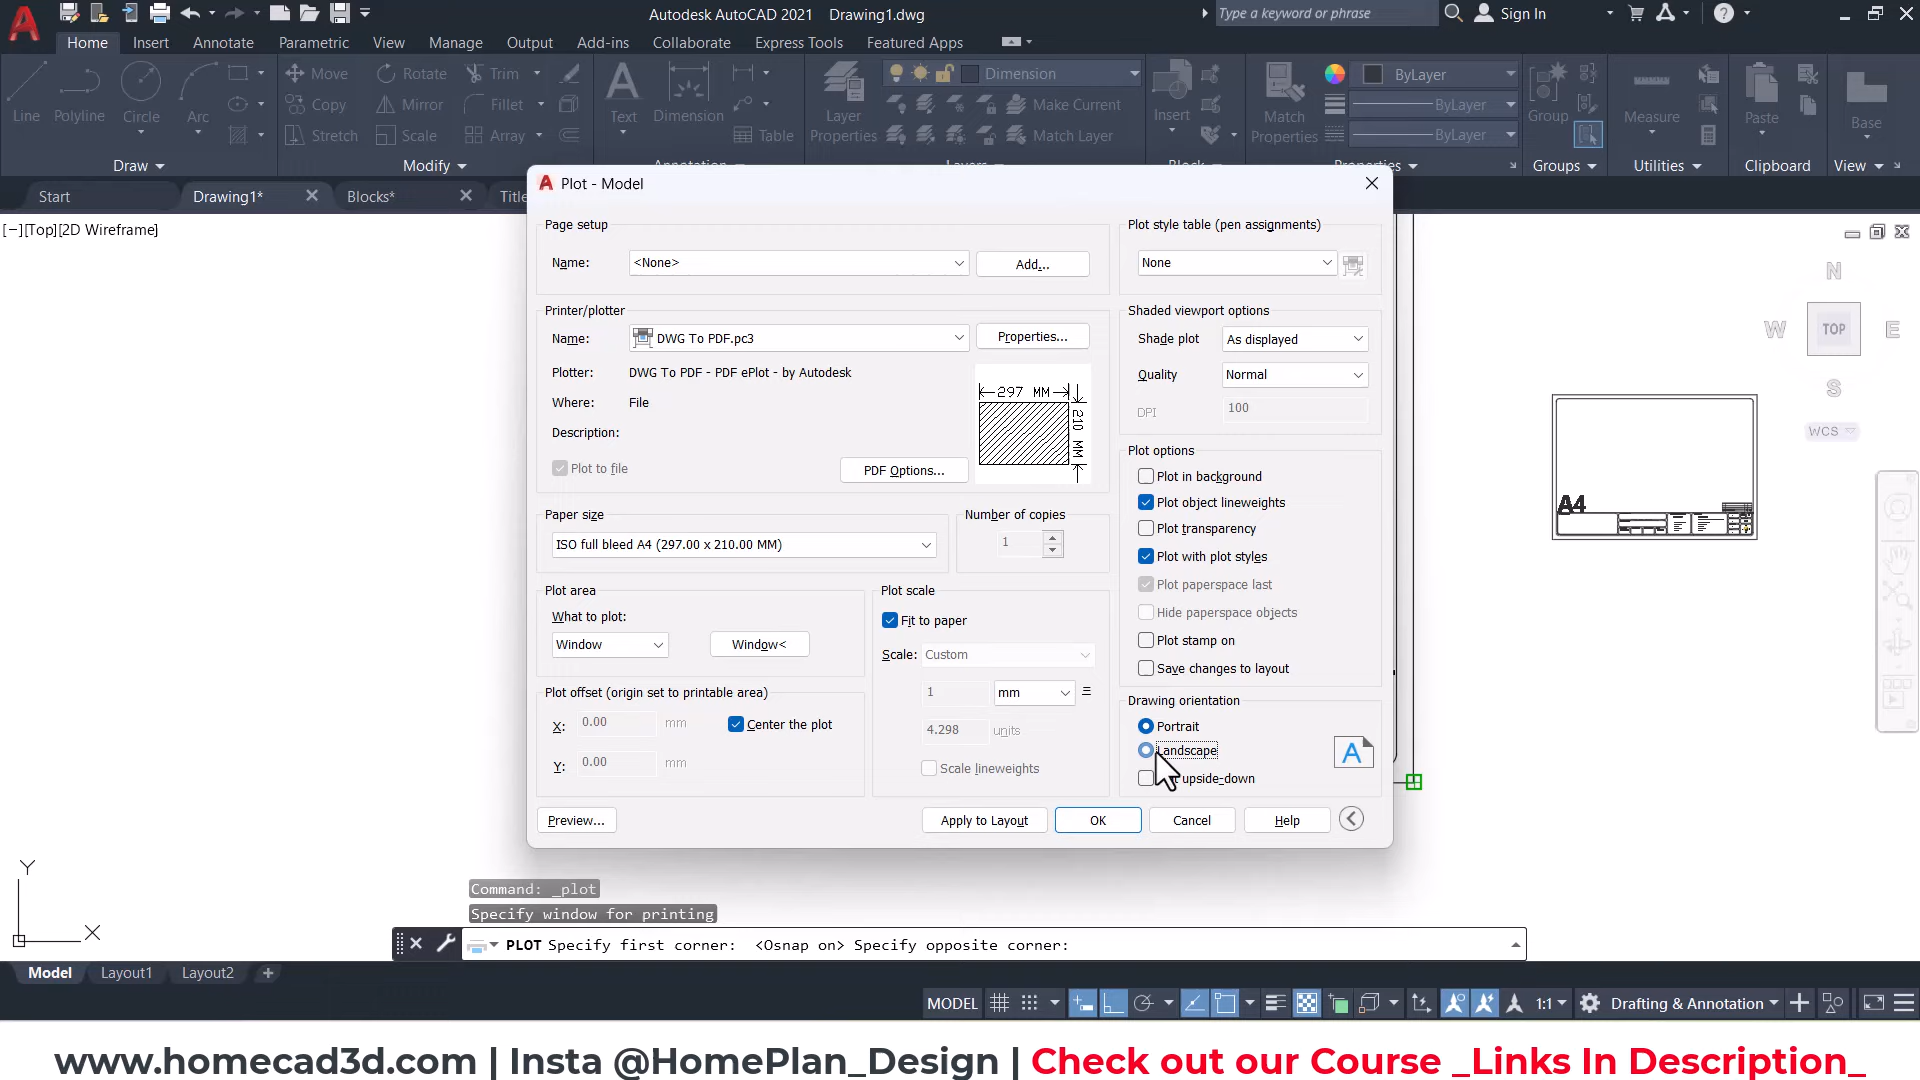 Autodesk AutoCAD 2021 Drawing1.dwg
Type a keyword or phrase
Sign In
Home Insert Annotate Parametric View Manage Output Add-ins Collaborate Express Tools Featured Apps
Line Polyline Circle Arc
Move Rotate Trim
Copy Mirror Fillet
Stretch Scale Array
Text Dimension Table
Layer Properties
Dimension
Make Current
Match Layer
Insert
Match Properties
ByLayer
ByLayer
ByLayer
Group
Measure
Paste
Base
Draw Modify Groups Utilities Clipboard View
Start Drawing1* Blocks*
[−][Top][2D Wireframe]
Plot - Model
Page setup
Name: <None> Add...
Printer/plotter
Name: DWG To PDF.pc3 Properties...
Plotter: DWG To PDF - PDF ePlot - by Autodesk
Where: File
Description:
Plot to file
PDF Options...
297 MM
210 MM
Paper size
ISO full bleed A4 (297.00 x 210.00 MM)
Number of copies
1
Plot area
What to plot:
Window Window<
Plot offset (origin set to printable area)
X: 0.00 mm
Center the plot
Y: 0.00 mm
Plot scale
Fit to paper
Scale: Custom
1 mm =
4.298 units
Scale lineweights
Plot style table (pen assignments)
None
Shaded viewport options
Shade plot As displayed
Quality Normal
DPI 100
Plot options
Plot in background
Plot object lineweights
Plot transparency
Plot with plot styles
Plot paperspace last
Hide paperspace objects
Plot stamp on
Save changes to layout
Drawing orientation
Portrait
Landscape
upside-down
A
Preview... Apply to Layout OK Cancel Help
N
W TOP E
S
WCS
A4
Y
X
Command: _plot
Specify window for printing
PLOT Specify first corner: <Osnap on> Specify opposite corner:
Model Layout1 Layout2 +
MODEL 1:1 Drafting & Annotation
www.homecad3d.com | Insta @HomePlan_Design | Check out our Course _Links In Description_